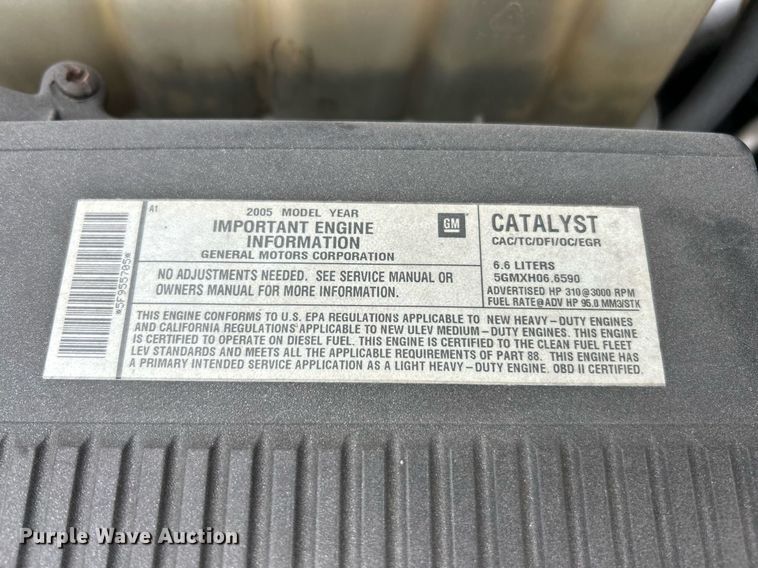 *5F955705*
A1
2005 MODEL YEAR
IMPORTANT ENGINE
INFORMATION
GENERAL MOTORS CORPORATION
GM
NO ADJUSTMENTS NEEDED. SEE SERVICE MANUAL OR
OWNERS MANUAL FOR MORE INFORMATION.
CATALYST
CAC/TC/DFI/OC/EGR
6.6 LITERS
5GMXH06.6590
ADVERTISED HP 310@3000 RPM
FUEL RATE@ADV HP 95.0 MM3/STK
THIS ENGINE CONFORMS TO U.S. EPA REGULATIONS APPLICABLE TO NEW HEAVY-DUTY ENGINES
AND CALIFORNIA REGULATIONS APPLICABLE TO NEW ULEV MEDIUM-DUTY ENGINES. THIS ENGINE
IS CERTIFIED TO OPERATE ON DIESEL FUEL. THIS ENGINE IS CERTIFIED TO THE CLEAN FUEL FLEET
LEV STANDARDS AND MEETS ALL THE APPLICABLE REQUIREMENTS OF PART 88. THIS ENGINE HAS
A PRIMARY INTENDED SERVICE APPLICATION AS A LIGHT HEAVY-DUTY ENGINE. OBD II CERTIFIED.
Purple Wave Auction